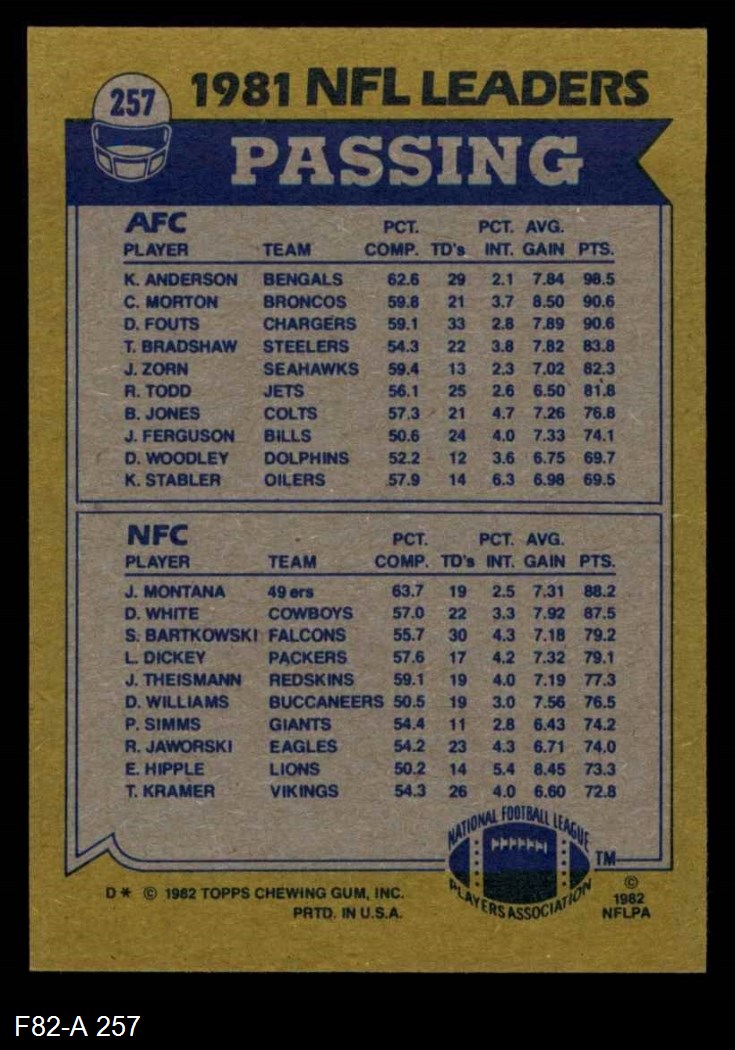 257
1981 NFL LEADERS
PASSING
AFC PCT. PCT. AVG.
PLAYER TEAM COMP. TD's INT. GAIN PTS.
K. ANDERSON BENGALS 62.6 29 2.1 7.84 98.5
C. MORTON BRONCOS 59.8 21 3.7 8.50 90.6
D. FOUTS CHARGERS 59.1 33 2.8 7.89 90.6
T. BRADSHAW STEELERS 54.3 22 3.8 7.82 83.8
J. ZORN SEAHAWKS 59.4 13 2.3 7.02 82.3
R. TODD JETS 56.1 25 2.6 6.50 81.8
B. JONES COLTS 57.3 21 4.7 7.26 76.8
J. FERGUSON BILLS 50.6 24 4.0 7.33 74.1
D. WOODLEY DOLPHINS 52.2 12 3.6 6.75 69.7
K. STABLER OILERS 57.9 14 6.3 6.98 69.5
NFC PCT. PCT. AVG.
PLAYER TEAM COMP. TD's INT. GAIN PTS.
J. MONTANA 49ers 63.7 19 2.5 7.31 88.2
D. WHITE COWBOYS 57.0 22 3.3 7.92 87.5
S. BARTKOWSKI FALCONS 55.7 30 4.3 7.18 79.2
L. DICKEY PACKERS 57.6 17 4.2 7.32 79.1
J. THEISMANN REDSKINS 59.1 19 4.0 7.19 77.3
D. WILLIAMS BUCCANEERS 50.5 19 3.0 7.56 76.5
P. SIMMS GIANTS 54.4 11 2.8 6.43 74.2
R. JAWORSKI EAGLES 54.2 23 4.3 6.71 74.0
E. HIPPLE LIONS 50.2 14 5.4 8.45 73.3
T. KRAMER VIKINGS 54.3 26 4.0 6.60 72.8
NATIONAL FOOTBALL LEAGUE
PLAYERS ASSOCIATION
TM
D* © 1982 TOPPS CHEWING GUM, INC.
PRTD. IN U.S.A.
©
1982
NFLPA
F82-A 257